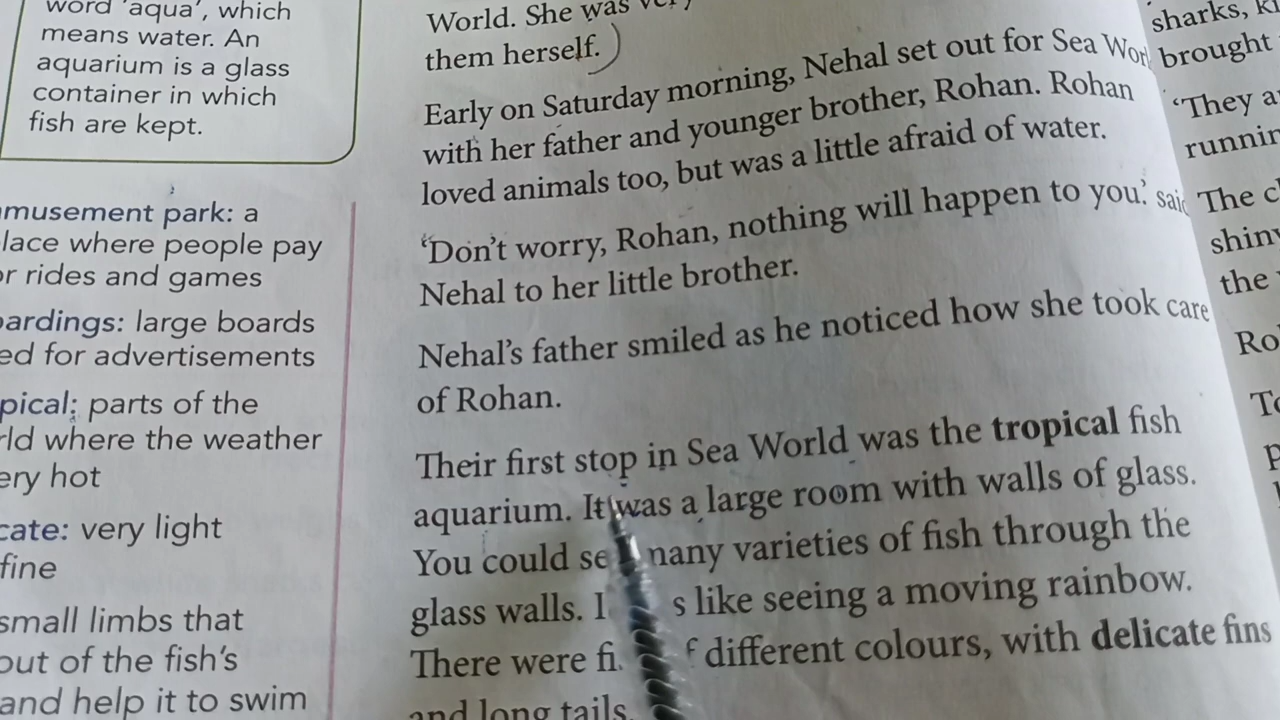 word 'aqua', which
means water. An
aquarium is a glass
container in which
fish are kept.
musement park: a
lace where people pay
or rides and games
ardings: large boards
ed for advertisements
pical: parts of the
rld where the weather
ery hot
cate: very light
fine
small limbs that
out of the fish's
and help it to swim
World. She was very
them herself.
Early on Saturday morning, Nehal set out for Sea Worl
with her father and younger brother, Rohan. Rohan
loved animals too, but was a little afraid of water.
'Don't worry, Rohan, nothing will happen to you.' said
Nehal to her little brother.
Nehal's father smiled as he noticed how she took care
of Rohan.
Their first stop in Sea World was the tropical fish
aquarium. It was a large room with walls of glass.
You could se many varieties of fish through the
glass walls. I s like seeing a moving rainbow.
There were fi f different colours, with delicate fins
and long tails.
sharks,
brought
'They a
runnin
The c
shiny
the
Ro